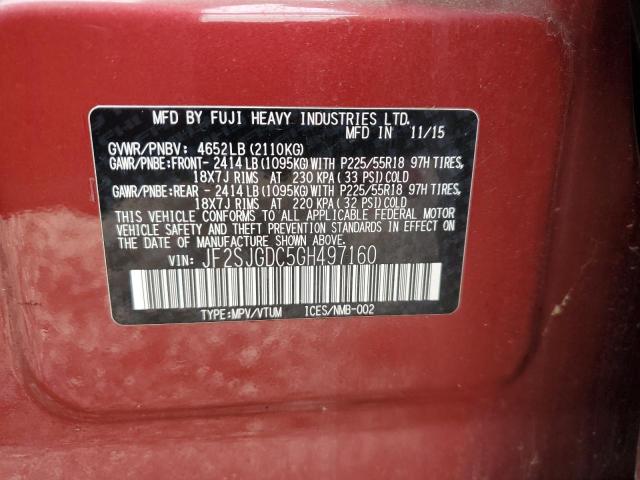 MFD BY FUJI HEAVY INDUSTRIES LTD.
MFD IN 11/15
GVWR/PNBV: 4652LB(2110KG)
GAWR/PNBE:FRONT- 2414LB(1095KG)WITH P225/55R18 97H TIRES,
18X7J RIMS AT 230 KPA(33 PSI)COLD
GAWR/PNBE:REAR - 2414LB(1095KG)WITH P225/55R18 97H TIRES,
18X7J RIMS AT 220 KPA(32 PSI)COLD
THIS VEHICLE CONFORMS TO ALL APPLICABLE FEDERAL MOTOR
VEHICLE SAFETY AND THEFT PREVENTION STANDARDS IN EFFECT ON
THE DATE OF MANUFACTURE SHOWN ABOVE.
VIN: JF2SJGDC5GH497160
TYPE:MPV/VTUM ICES/NMB-002